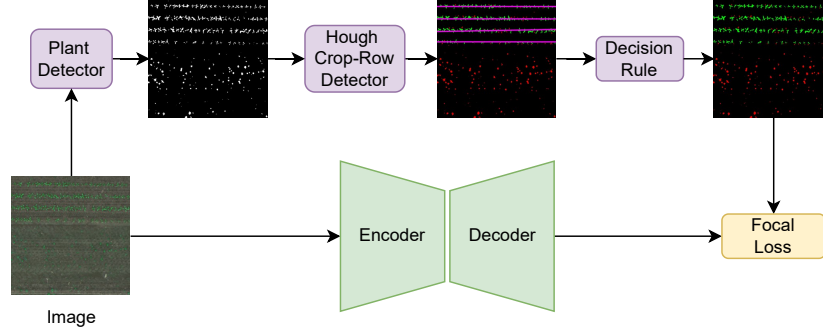 Plant
Detector
Hough
Crop-Row
Detector
Decision
Rule
Encoder
Decoder
Focal
Loss
Image